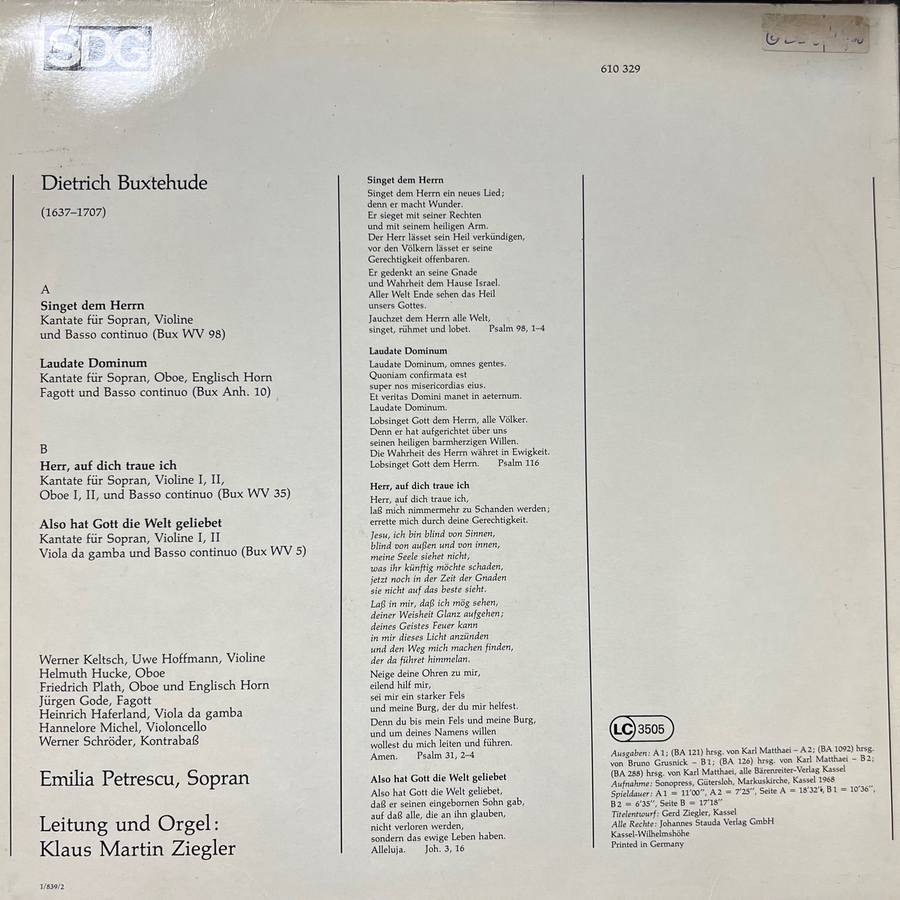 SDG
610 329
Dietrich Buxtehude
(1637–1707)
A
Singet dem Herrn
Kantate für Sopran, Violine
und Basso continuo (Bux WV 98)
Laudate Dominum
Kantate für Sopran, Oboe, Englisch Horn
Fagott und Basso continuo (Bux Anh. 10)
B
Herr, auf dich traue ich
Kantate für Sopran, Violine I, II,
Oboe I, II, und Basso continuo (Bux WV 35)
Also hat Gott die Welt geliebet
Kantate für Sopran, Violine I, II
Viola da gamba und Basso continuo (Bux WV 5)
Werner Keltsch, Uwe Hoffmann, Violine
Helmuth Hucke, Oboe
Friedrich Plath, Oboe und Englisch Horn
Jürgen Gode, Fagott
Heinrich Haferland, Viola da gamba
Hannelore Michel, Violoncello
Werner Schröder, Kontrabaß
Emilia Petrescu, Sopran
Leitung und Orgel:
Klaus Martin Ziegler
1/839/2
Singet dem Herrn
Singet dem Herrn ein neues Lied;
denn er macht Wunder.
Er sieget mit seiner Rechten
und mit seinem heiligen Arm.
Der Herr lässet sein Heil verkündigen,
vor den Völkern lässet er seine
Gerechtigkeit offenbaren.
Er gedenkt an seine Gnade
und Wahrheit dem Hause Israel.
Aller Welt Ende sehen das Heil
unsers Gottes.
Jauchzet dem Herrn alle Welt,
singet, rühmet und lobet. Psalm 98, 1–4
Laudate Dominum
Laudate Dominum, omnes gentes.
Quoniam confirmata est
super nos misericordias eius.
Et veritas Domini manet in aeternum.
Laudate Dominum.
Lobsinget Gott dem Herrn, alle Völker.
Denn er hat aufgerichtet über uns
seinen heiligen barmherzigen Willen.
Die Wahrheit des Herrn währet in Ewigkeit.
Lobsinget Gott dem Herrn. Psalm 116
Herr, auf dich traue ich
Herr, auf dich traue ich,
laß mich nimmermehr zu Schanden werden;
errette mich durch deine Gerechtigkeit.
Jesu, ich bin blind von Sinnen,
blind von außen und von innen,
meine Seele siehet nicht,
was ihr künftig möchte schaden,
jetzt noch in der Zeit der Gnaden
sie nicht auf das beste sieht.
Laß in mir, daß ich mög sehen,
deiner Weisheit Glanz aufgehen;
deines Geistes Feuer kann
in mir dieses Licht anzünden
und den Weg mich machen finden,
der da führet himmelan.
Neige deine Ohren zu mir,
eilend hilf mir,
sei mir ein starker Fels
und meine Burg, der du mir helfest.
Denn du bis mein Fels und meine Burg,
und um deines Namens willen
wollest du mich leiten und führen.
Amen. Psalm 31, 2–4
Also hat Gott die Welt geliebet
Also hat Gott die Welt geliebet,
daß er seinen eingebornen Sohn gab,
auf daß alle, die an ihn glauben,
nicht verloren werden,
sondern das ewige Leben haben.
Alleluja. Joh. 3, 16
LC 3505
Ausgaben: A 1; (BA 121) hrsg. von Karl Matthaei – A 2; (BA 1092) hrsg.
von Bruno Grusnick – B 1; (BA 126) hrsg. von Karl Matthaei – B 2;
(BA 288) hrsg. von Karl Matthaei, alle Bärenreiter-Verlag Kassel
Aufnahme: Sonopress, Gütersloh, Markuskirche, Kassel 1968
Spieldauer: A 1 = 11'00", A 2 = 7'25", Seite A = 18'32", B 1 = 10'36",
B 2 = 6'35", Seite B = 17'18"
Titelentwurf: Gerd Ziegler, Kassel
Alle Rechte: Johannes Stauda Verlag GmbH
Kassel-Wilhelmshöhe
Printed in Germany